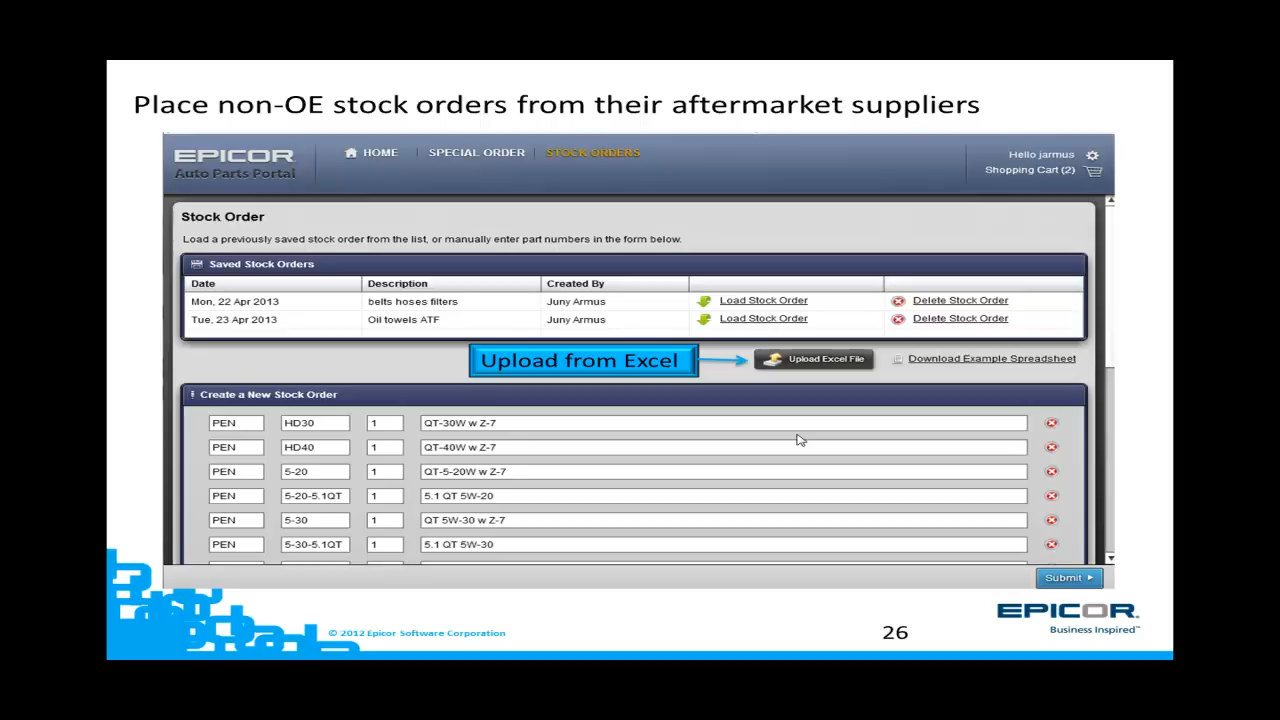 Place non-OE stock orders from their aftermarket suppliers
EPICOR
Auto Parts Portal
HOME
SPECIAL ORDER
STOCK ORDERS
Hello jarmus
Shopping Cart (2)
Stock Order
Load a previously saved stock order from the list, or manually enter part numbers in the form below.
Saved Stock Orders
Date Description Created By
Mon, 22 Apr 2013 belts hoses filters Juny Armus Load Stock Order Delete Stock Order
Tue, 23 Apr 2013 Oil towels ATF Juny Armus Load Stock Order Delete Stock Order
Upload from Excel
Upload Excel File
Download Example Spreadsheet
Create a New Stock Order
PEN HD30 1 QT-30W w Z-7
PEN HD40 1 QT-40W w Z-7
PEN 5-20 1 QT-5-20W w Z-7
PEN 5-20-5.1QT 1 5.1 QT 5W-20
PEN 5-30 1 QT 5W-30 w Z-7
PEN 5-30-5.1QT 1 5.1 QT 5W-30
Submit
© 2012 Epicor Software Corporation
26
EPICOR
Business Inspired™